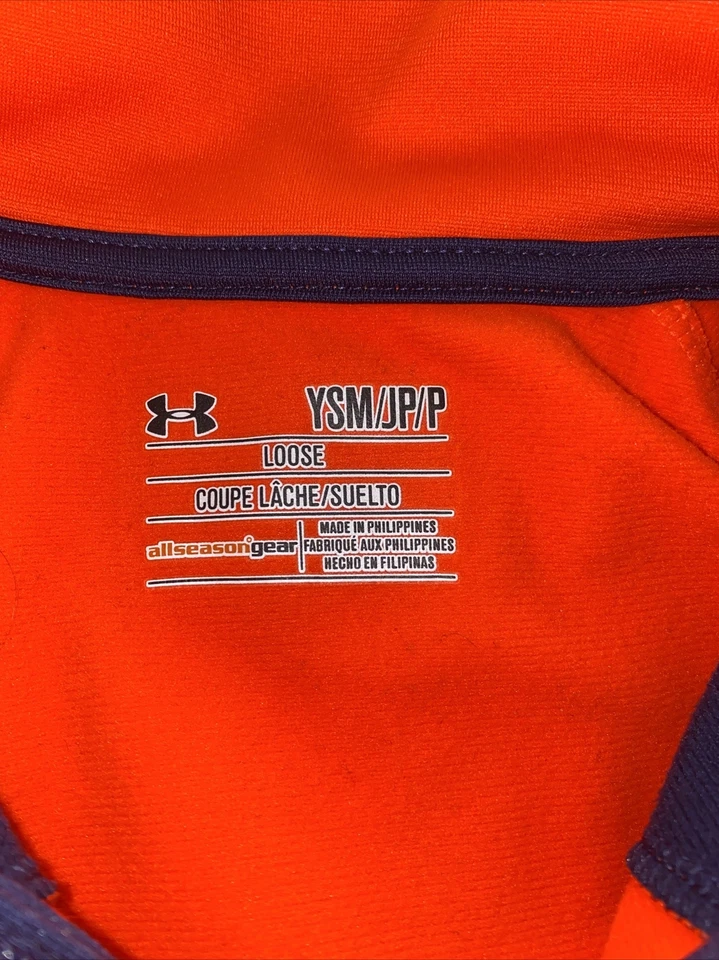 YSM/JP/P
LOOSE
COUPE LÂCHE/SUELTO
allseasongear
MADE IN PHILIPPINES
FABRIQUÉ AUX PHILIPPINES
HECHO EN FILIPINAS